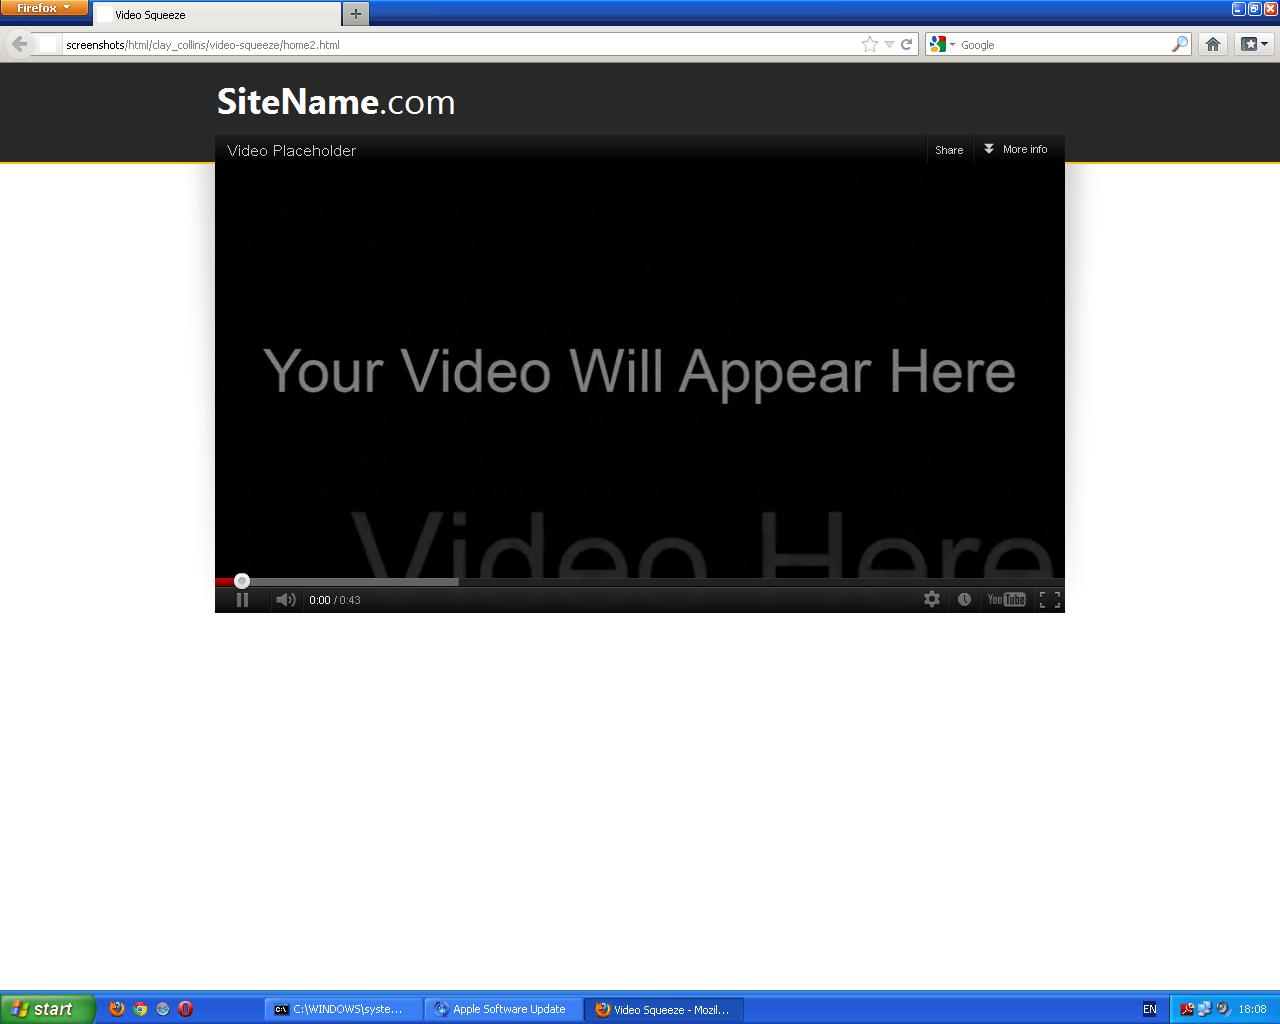 Firefox
Video Squeeze
screenshots/html/clay_collins/video-squeeze/home2.html
Google
SiteName.com
Video Placeholder
Share
More info
Your Video Will Appear Here
Video Here
0:00 / 0:43
YouTube
start
C:\WINDOWS\syste...
Apple Software Update
Video Squeeze - Mozil...
EN
18:08